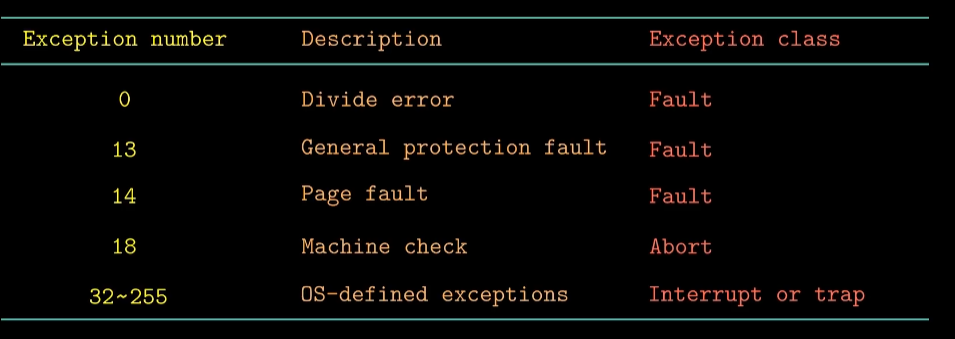 Exception number Description Exception class
0 Divide error Fault
13 General protection fault Fault
14 Page fault Fault
18 Machine check Abort
32~255 OS-defined exceptions Interrupt or trap